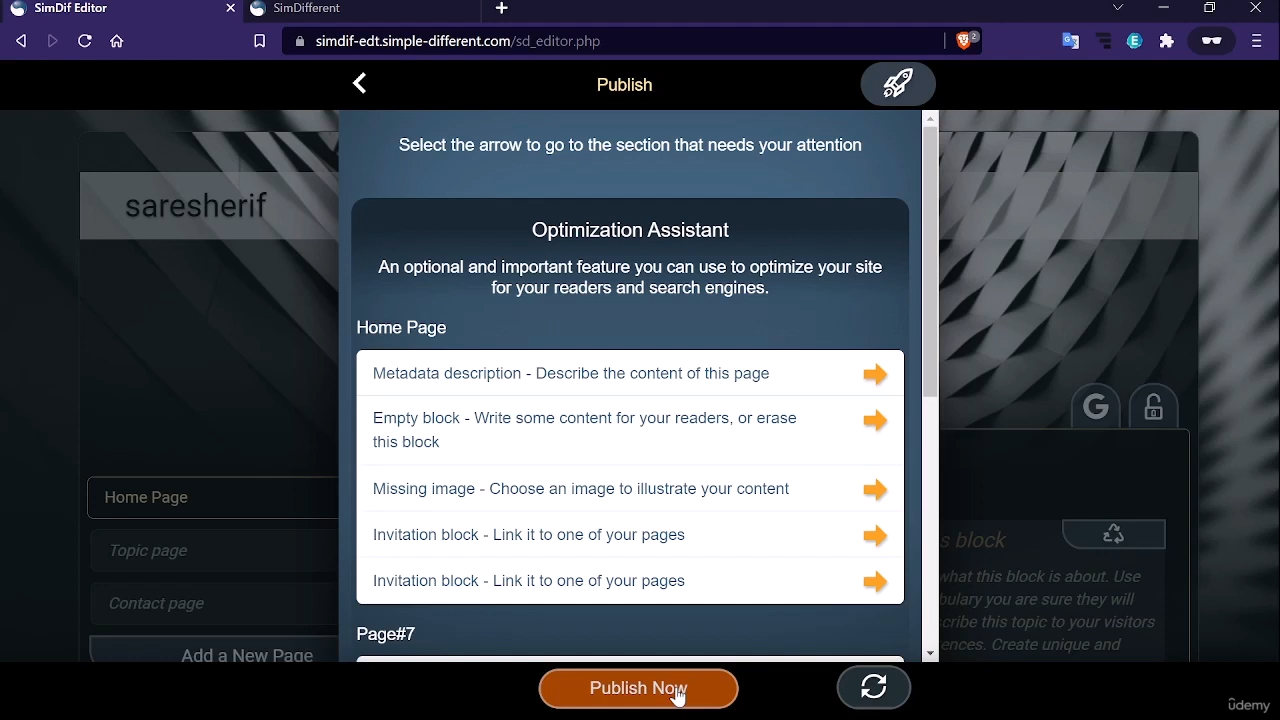 SimDif Editor
SimDifferent
simdif-edt.simple-different.com/sd_editor.php
2
E
Publish
Select the arrow to go to the section that needs your attention
saresherif
Optimization Assistant
An optional and important feature you can use to optimize your site
for your readers and search engines.
Home Page
Metadata description - Describe the content of this page
Empty block - Write some content for your readers, or erase
this block
Missing image - Choose an image to illustrate your content
Invitation block - Link it to one of your pages
Invitation block - Link it to one of your pages
Page#7
Home Page
Topic page
Contact page
Add a New Page
G
s block
what this block is about. Use
bulary you are sure they will
cribe this topic to your visitors
ences. Create unique and
Publish Now
ûdemy